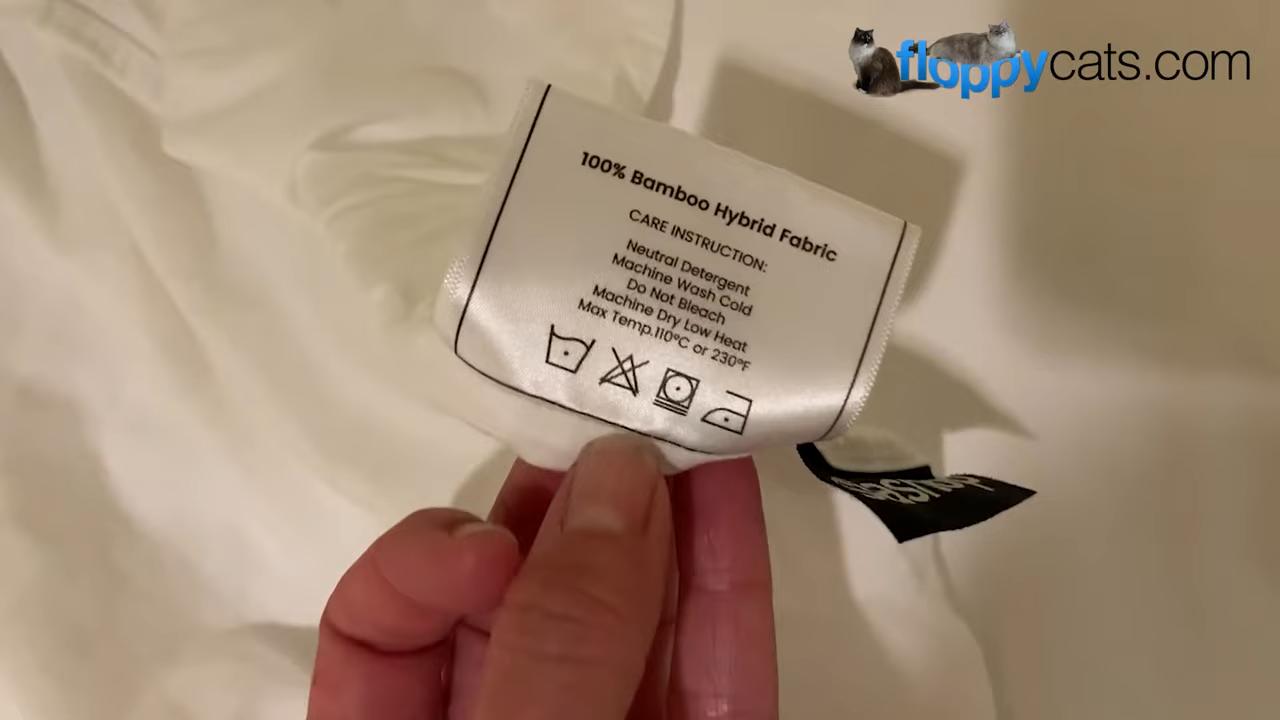 floppycats.com
100% Bamboo Hybrid Fabric
CARE INSTRUCTION:
Neutral Detergent
Machine Wash Cold
Do Not Bleach
Machine Dry Low Heat
Max Temp.110°C or 230°F